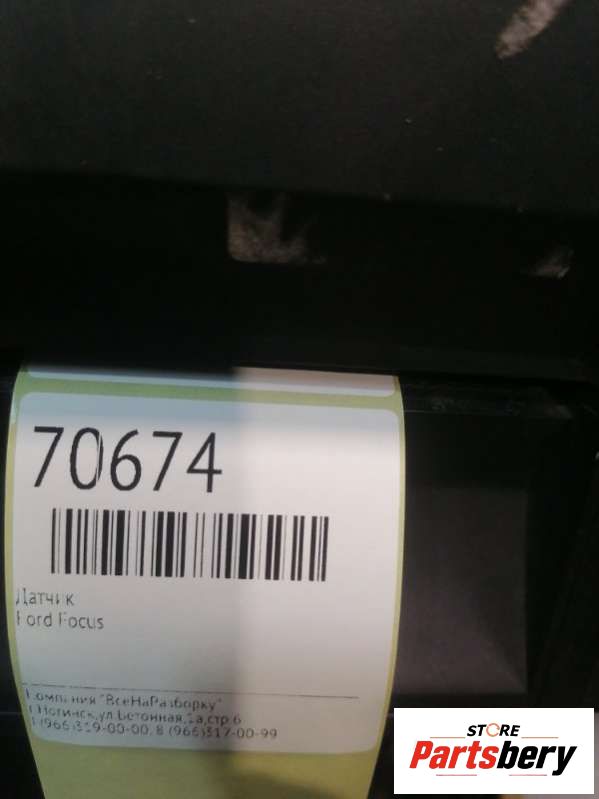 70674
Датчик
Ford Focus
Компания "ВсеНаРазборку"
г.Ногинск,ул.Бетонная,1а,стр.6
8 (966)319-00-00, 8 (966)317-00-99
STORE
Partsbery